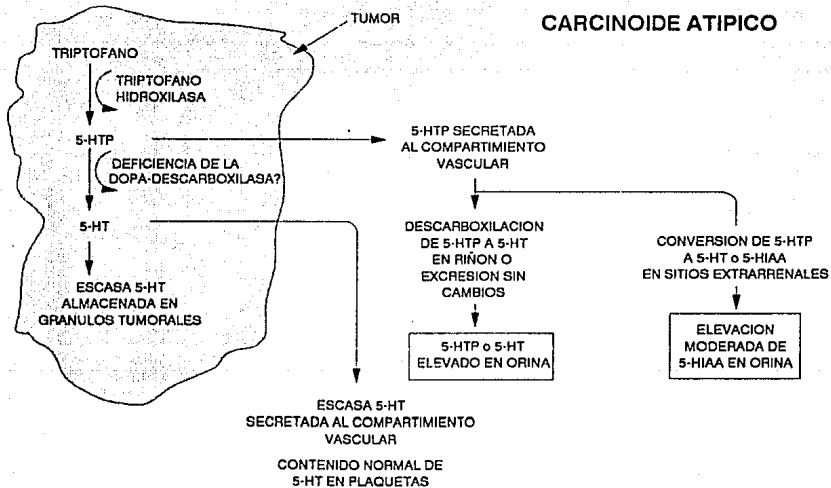 CARCINOIDE ATIPICO
TUMOR
TRIPTOFANO
TRIPTOFANO
HIDROXILASA
5-HTP
DEFICIENCIA DE LA
DOPA-DESCARBOXILASA?
5-HT
ESCASA 5-HT
ALMACENADA EN
GRANULOS TUMORALES
5-HTP SECRETADA
AL COMPARTIMIENTO
VASCULAR
DESCARBOXILACION
DE 5-HTP A 5-HT
EN RIÑON O
EXCRESION SIN
CAMBIOS
5-HTP o 5-HT
ELEVADO EN ORINA
CONVERSION DE 5-HTP
A 5-HT o 5-HIAA
EN SITIOS EXTRARRENALES
ELEVACION
MODERADA DE
5-HIAA EN ORINA
ESCASA 5-HT
SECRETADA AL COMPARTIMIENTO
VASCULAR
CONTENIDO NORMAL DE
5-HT EN PLAQUETAS